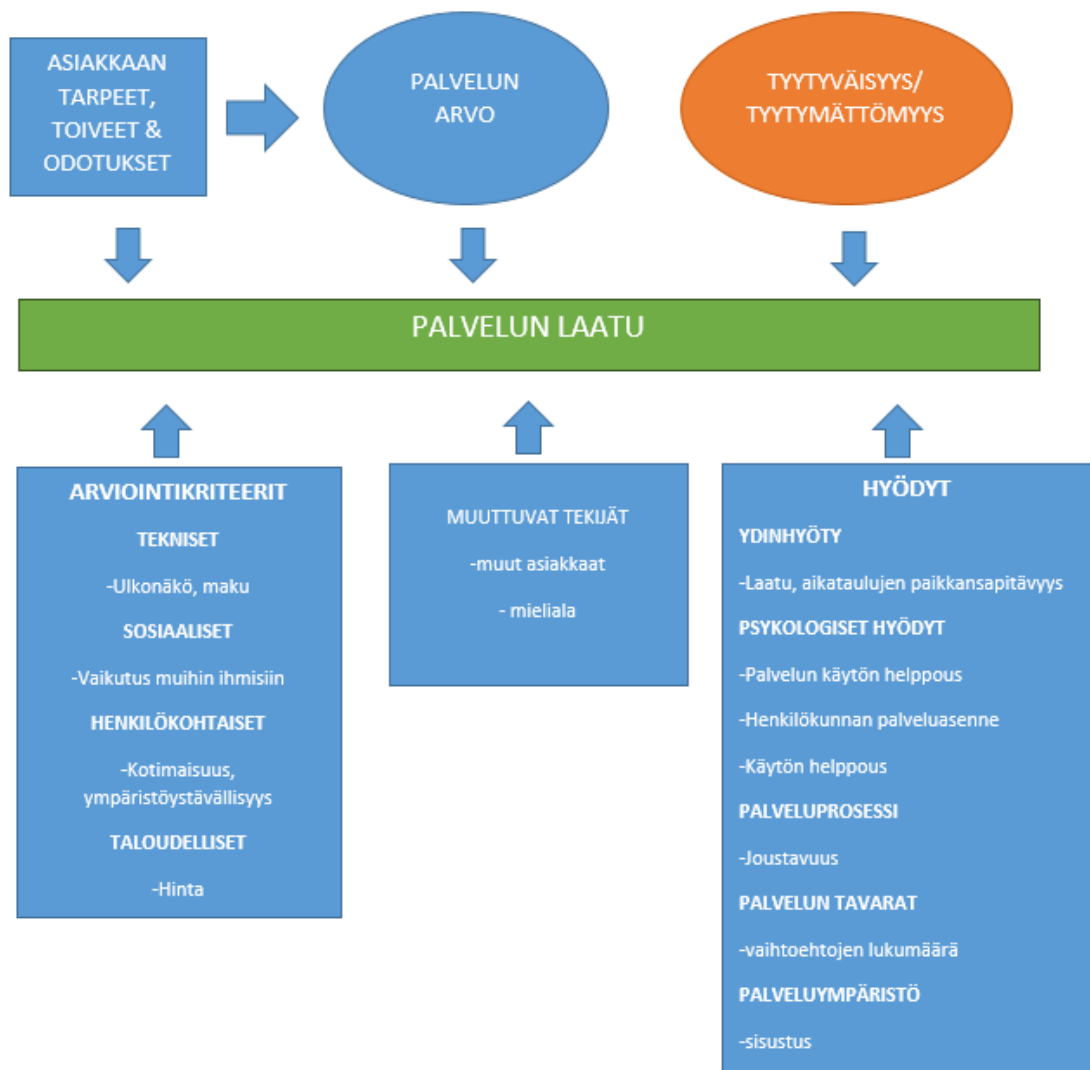 ASIAKKAAN
TARPEET,
TOIVEET &
ODOTUKSET
PALVELUN
ARVO
TYYTYVÄISYYS/
TYYTYMÄTTÖMYYS
PALVELUN LAATU
ARVIOINTIKRITEERIT
TEKNISET
-Ulkonäkö, maku
SOSIAALISET
-Vaikutus muihin ihmisiin
HENKILÖKOHTAISET
-Kotimaisuus,
ympäristöystävällisyys
TALOUDELLISET
-Hinta
MUUTTUVAT TEKIJÄT
-muut asiakkaat
- mieliala
HYÖDYT
YDINHYÖTY
-Laatu, aikataulujen paikkansapitävyys
PSYKOLOGISET HYÖDYT
-Palvelun käytön helppous
-Henkilökunnan palveluasenne
-Käytön helppous
PALVELUPROSESSI
-Joustavuus
PALVELUN TAVARAT
-vaihtoehtojen lukumäärä
PALVELUYMPÄRISTÖ
-sisustus